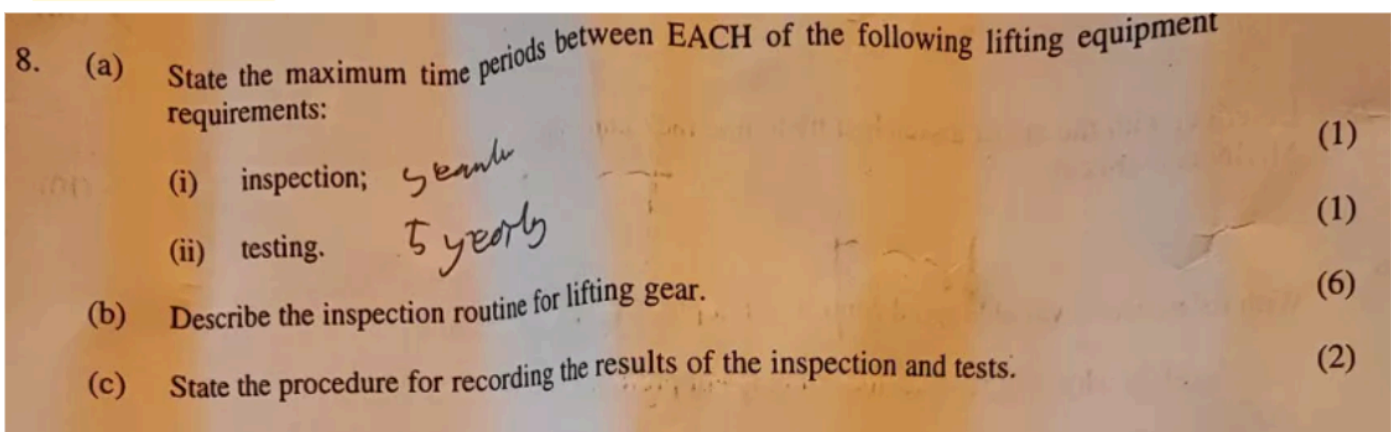 8. (a) State the maximum time periods between EACH of the following lifting equipment
requirements:
(i) inspection; (1)
(ii) testing. 5 yearly (1)
(b) Describe the inspection routine for lifting gear. (6)
(c) State the procedure for recording the results of the inspection and tests. (2)